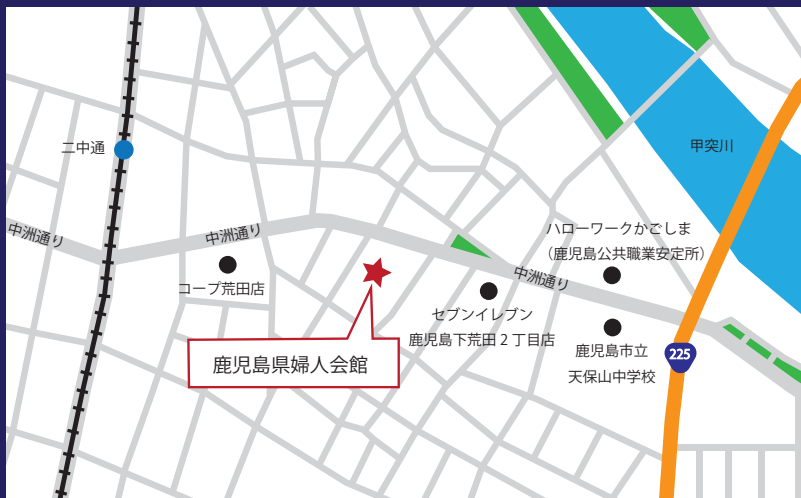 二中通
甲突川
中洲通り
中洲通り
ハローワークかごしま
（鹿児島公共職業安定所）
中洲通り
コープ荒田店
セブンイレブン
鹿児島下荒田２丁目店
鹿児島市立
天保山中学校
225
鹿児島県婦人会館